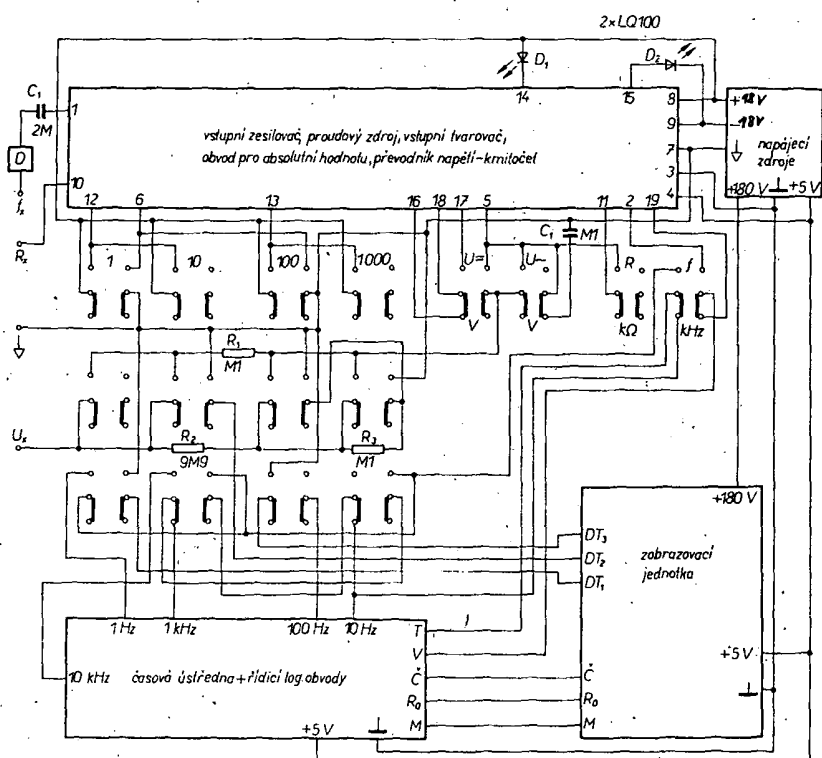 2×LQ100
D₁
D₂
C₁
2M
1
14
15
8
+18V
9
-18V
7
napájecí
zdroje
3
+180 V
+5 V
4
vstupní zesilovač, proudový zdroj, vstupní tvarovač,
obvod pro absolutní hodnotu, převodník napětí-kmitočet
D
fₓ
10
Rₓ
12
6
13
16
18
17
5
C₁
M1
11
2
19
1
10
100
1000
U=
U~
R
f
V
V
kΩ
kHz
R₁
M1
Uₓ
R₂
9M9
R₃
M1
+180 V
DT₃
DT₂
DT₁
zobrazovací
jednotka
1 Hz
1 kHz
100 Hz
10 Hz
T
V
+5 V
10 kHz
časová ústředna + řídicí log. obvody
Č
Č
R₀
R₀
M
M
+5 V